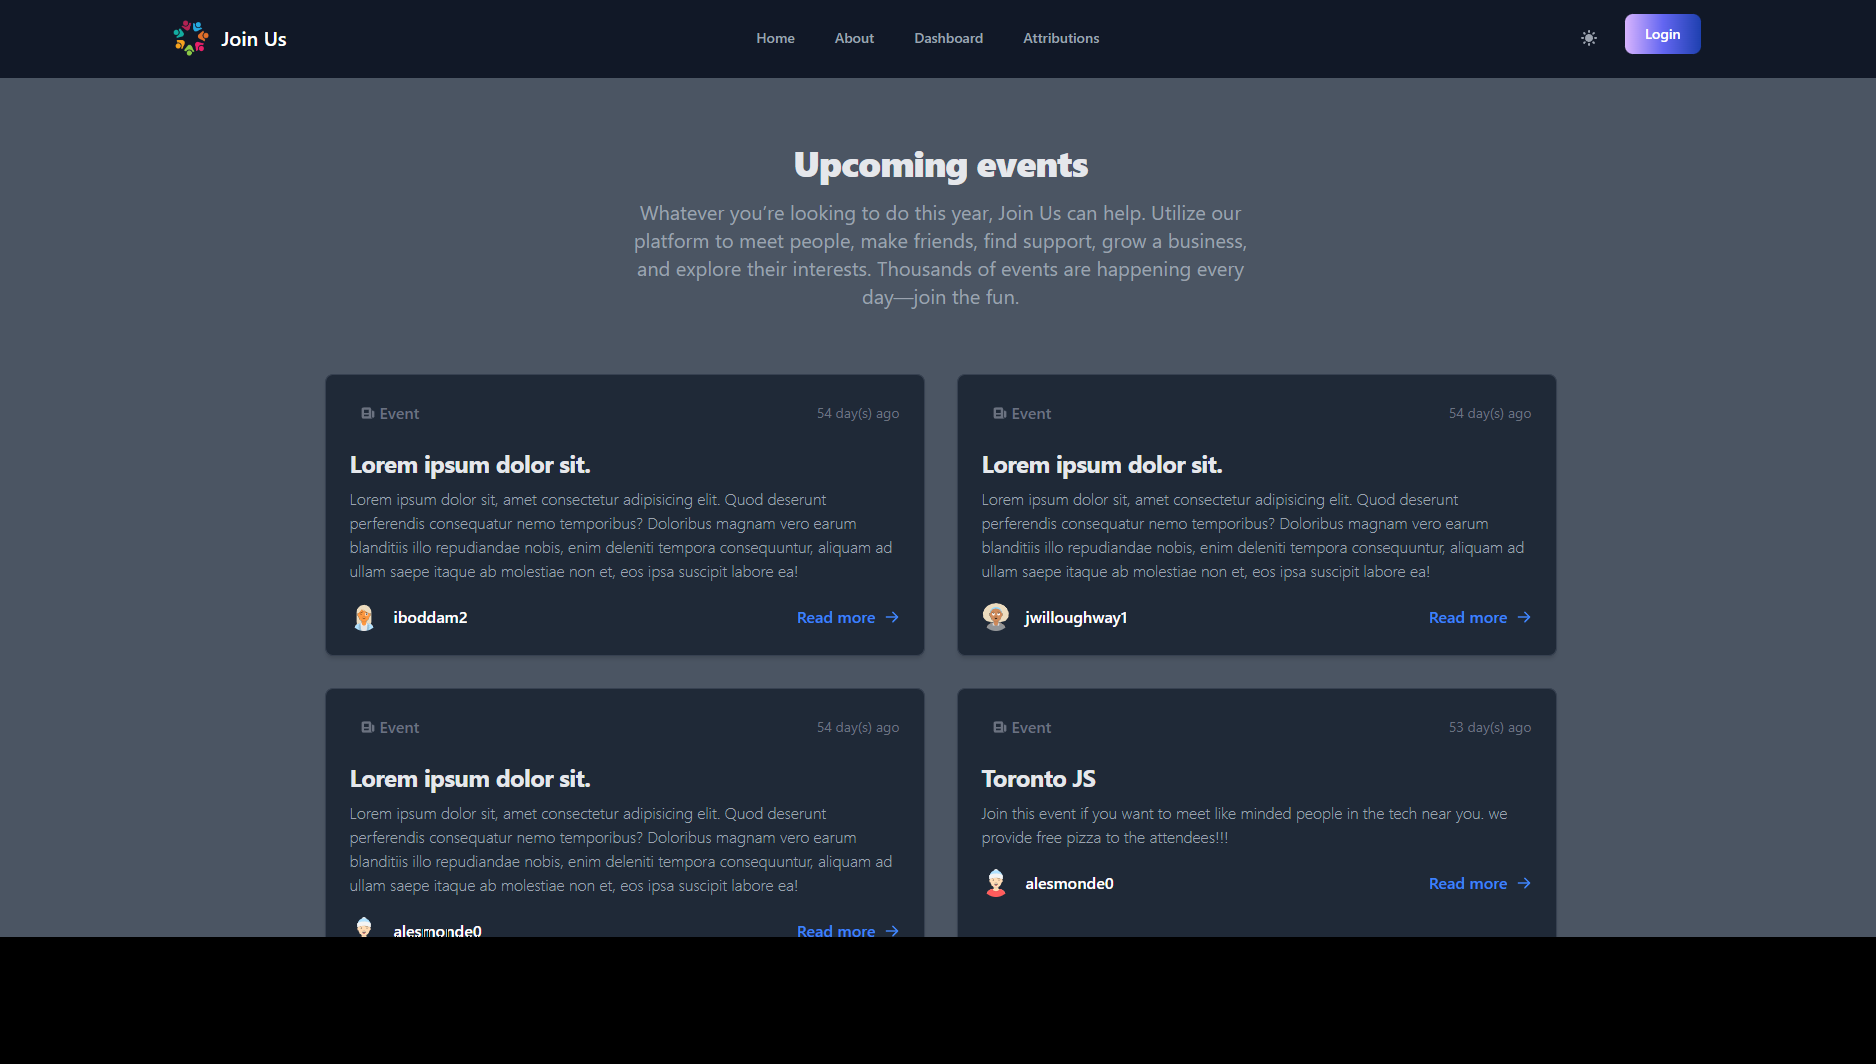 Join Us
Home
About
Dashboard
Attributions
Login
Upcoming events
Whatever you’re looking to do this year, Join Us can help. Utilize our
platform to meet people, make friends, find support, grow a business,
and explore their interests. Thousands of events are happening every
day—join the fun.
Event
54 day(s) ago
Lorem ipsum dolor sit.
Lorem ipsum dolor sit, amet consectetur adipisicing elit. Quod deserunt
perferendis consequatur nemo temporibus? Doloribus magnam vero earum
blanditiis illo repudiandae nobis, enim deleniti tempora consequuntur, aliquam ad
ullam saepe itaque ab molestiae non et, eos ipsa suscipit labore ea!
iboddam2
Read more →
Event
54 day(s) ago
Lorem ipsum dolor sit.
Lorem ipsum dolor sit, amet consectetur adipisicing elit. Quod deserunt
perferendis consequatur nemo temporibus? Doloribus magnam vero earum
blanditiis illo repudiandae nobis, enim deleniti tempora consequuntur, aliquam ad
ullam saepe itaque ab molestiae non et, eos ipsa suscipit labore ea!
jwilloughway1
Read more →
Event
54 day(s) ago
Lorem ipsum dolor sit.
Lorem ipsum dolor sit, amet consectetur adipisicing elit. Quod deserunt
perferendis consequatur nemo temporibus? Doloribus magnam vero earum
blanditiis illo repudiandae nobis, enim deleniti tempora consequuntur, aliquam ad
ullam saepe itaque ab molestiae non et, eos ipsa suscipit labore ea!
alesmonde0
Read more →
Event
53 day(s) ago
Toronto JS
Join this event if you want to meet like minded people in the tech near you. we
provide free pizza to the attendees!!!
alesmonde0
Read more →